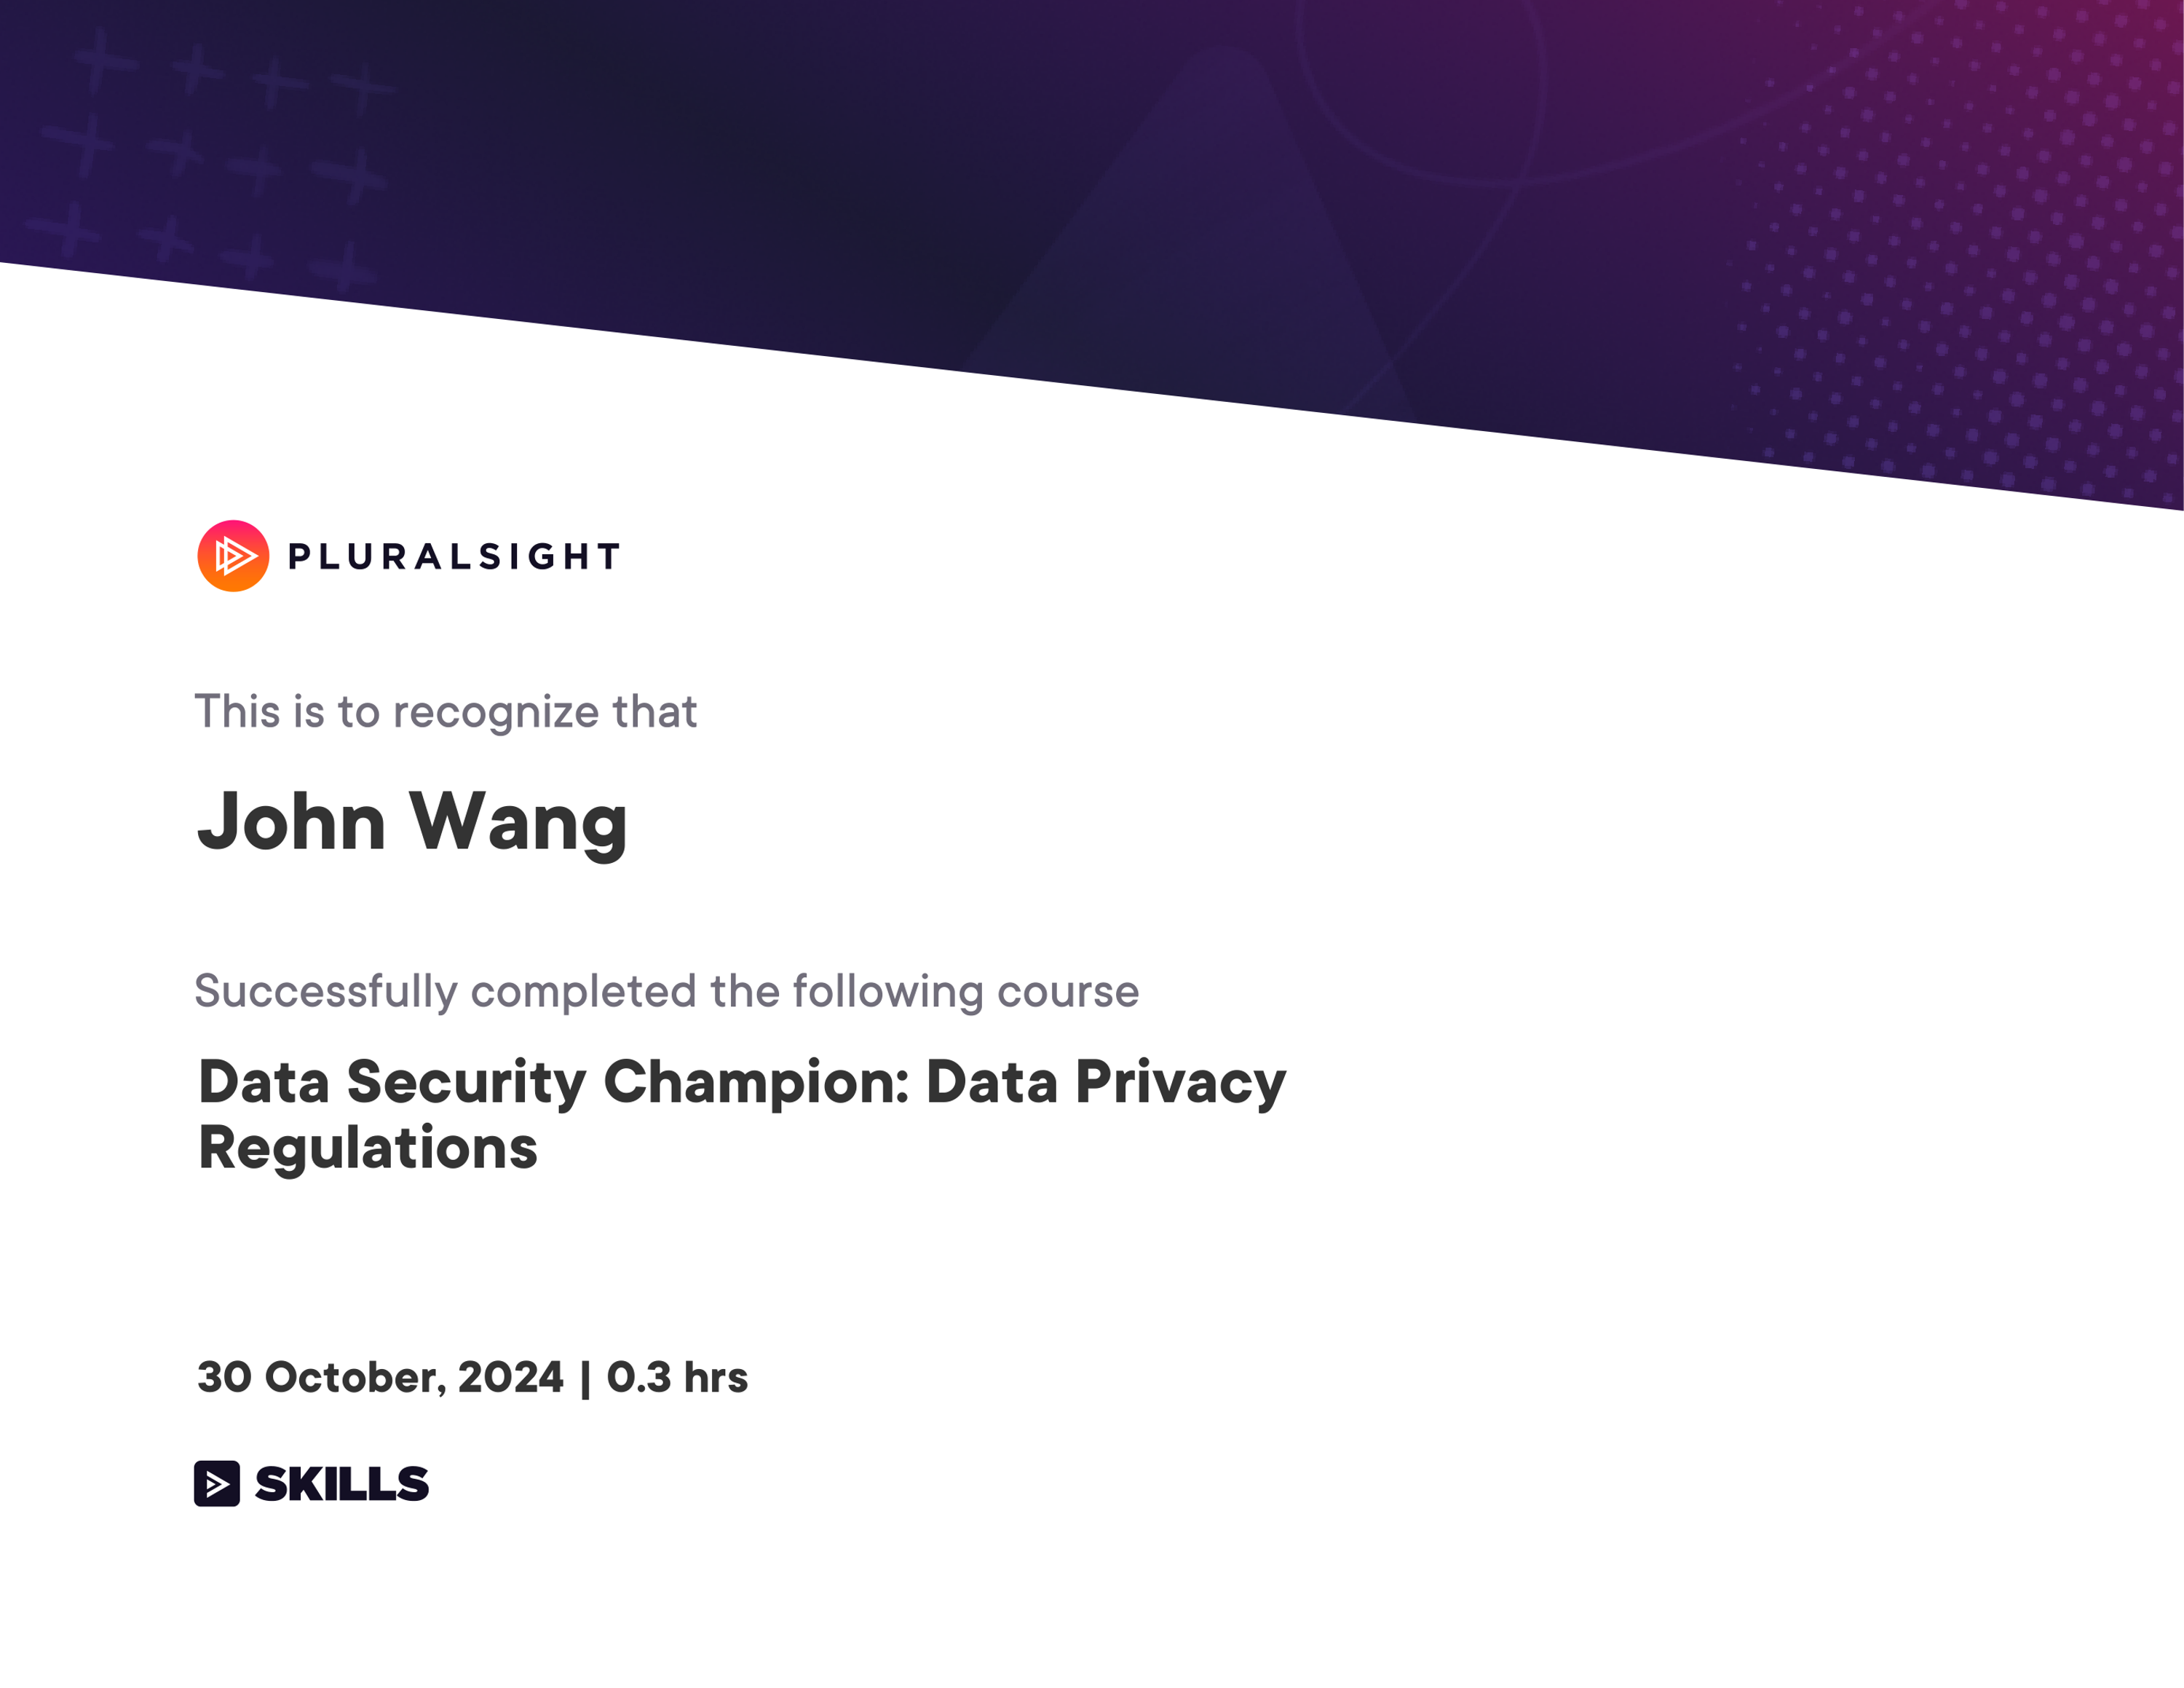 PLURALSIGHT
This is to recognize that
John Wang
Successfully completed the following course
Data Security Champion: Data Privacy
Regulations
30 October, 2024 | 0.3 hrs
SKILLS